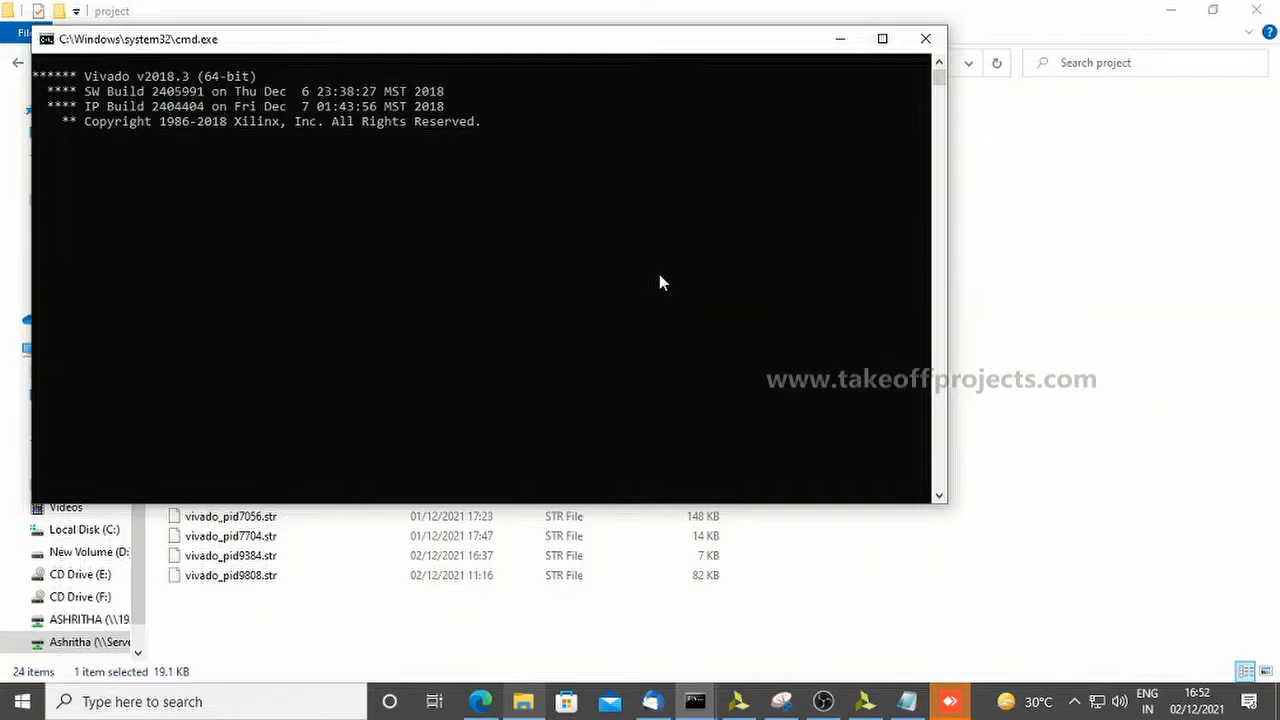 project
Fil
C:\Windows\system32\cmd.exe
Search project
****** Vivado v2018.3 (64-bit)
**** SW Build 2405991 on Thu Dec  6 23:38:27 MST 2018
**** IP Build 2404404 on Fri Dec  7 01:43:56 MST 2018
** Copyright 1986-2018 Xilinx, Inc. All Rights Reserved.
www.takeoffprojects.com
Videos
vivado_pid7056.str 01/12/2021 17:23 STR File 148 KB
Local Disk (C:)
vivado_pid7704.str 01/12/2021 17:47 STR File 14 KB
New Volume (D:
vivado_pid9384.str 02/12/2021 16:37 STR File 7 KB
CD Drive (E:)
vivado_pid9808.str 02/12/2021 11:16 STR File 82 KB
CD Drive (F:)
ASHRITHA (\\19
Ashritha (\\Serve
24 items 1 item selected 19.1 KB
Type here to search
30°C
ENG
IN
16:52
02/12/2021